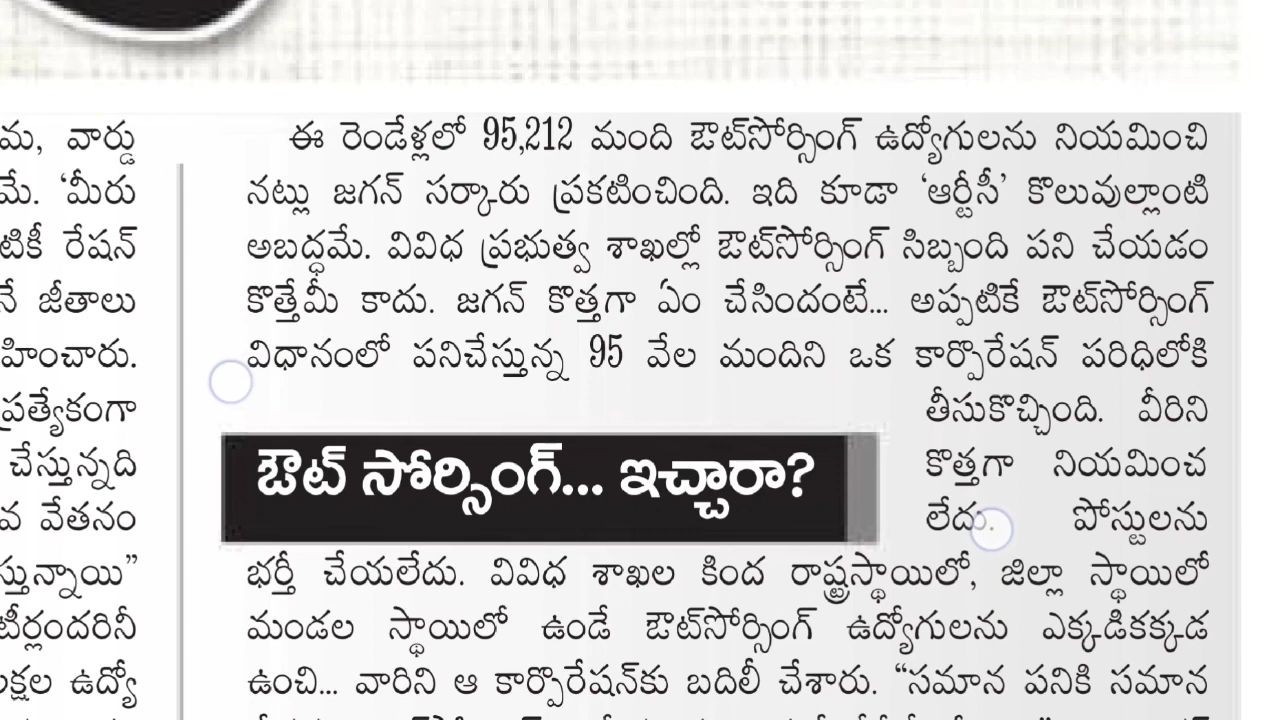 మ, వార్డు
మే. ‘మీరు
టికీ రేషన్
నే జీతాలు
హించారు.
ప్రత్యేకంగా
చేస్తున్నది
వ వేతనం
స్తున్నాయి”
టీర్లందరినీ
లక్షల ఉద్యో
ఈ రెండేళ్లలో 95,212 మంది ఔట్‌సోర్సింగ్ ఉద్యోగులను నియమించి
నట్లు జగన్ సర్కారు ప్రకటించింది. ఇది కూడా ‘ఆర్టీసీ’ కొలువుల్లాంటి
అబద్ధమే. వివిధ ప్రభుత్వ శాఖల్లో ఔట్‌సోర్సింగ్ సిబ్బంది పని చేయడం
కొత్తేమీ కాదు. జగన్ కొత్తగా ఏం చేసిందంటే... అప్పటికే ఔట్‌సోర్సింగ్
విధానంలో పనిచేస్తున్న 95 వేల మందిని ఒక కార్పొరేషన్ పరిధిలోకి
తీసుకొచ్చింది. వీరిని
కొత్తగా నియమించ
లేదు. పోస్టులను
ఔట్ సోర్సింగ్... ఇచ్చారా?
భర్తీ చేయలేదు. వివిధ శాఖల కింద రాష్ట్రస్థాయిలో, జిల్లా స్థాయిలో
మండల స్థాయిలో ఉండే ఔట్‌సోర్సింగ్ ఉద్యోగులను ఎక్కడికక్కడ
ఉంచి... వారిని ఆ కార్పొరేషన్‌కు బదిలీ చేశారు. “సమాన పనికి సమాన